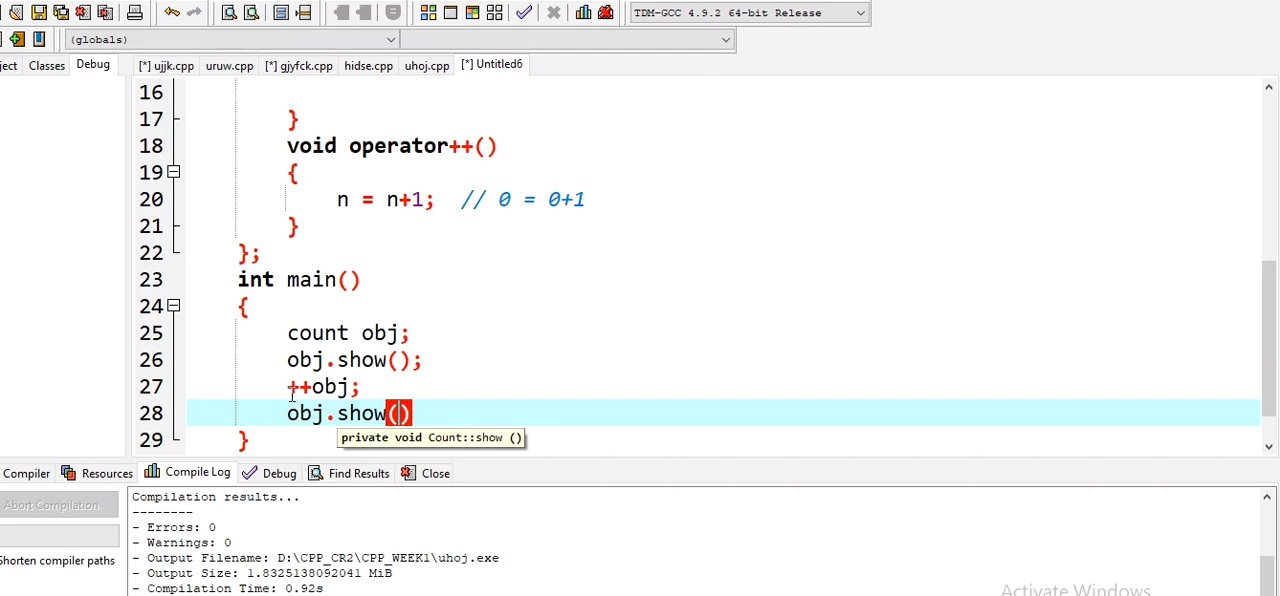 TDM-GCC 4.9.2 64-bit Release
(globals)
ject Classes Debug [*] ujjk.cpp uruw.cpp [*] gjyfck.cpp hidse.cpp uhoj.cpp [*] Untitled6
16
17 }
18 void operator++()
19 {
20 n = n+1; // 0 = 0+1
21 }
22 };
23 int main()
24 {
25 count obj;
26 obj.show();
27 ++obj;
28 obj.show()
private void Count::show ()
29 }
Compiler Resources Compile Log Debug Find Results Close
Abort Compilation
Shorten compiler paths
Compilation results...
--------
- Errors: 0
- Warnings: 0
- Output Filename: D:\CPP_CR2\CPP_WEEK1\uhoj.exe
- Output Size: 1.8325138092041 MiB
- Compilation Time: 0.92s
Activate Windows